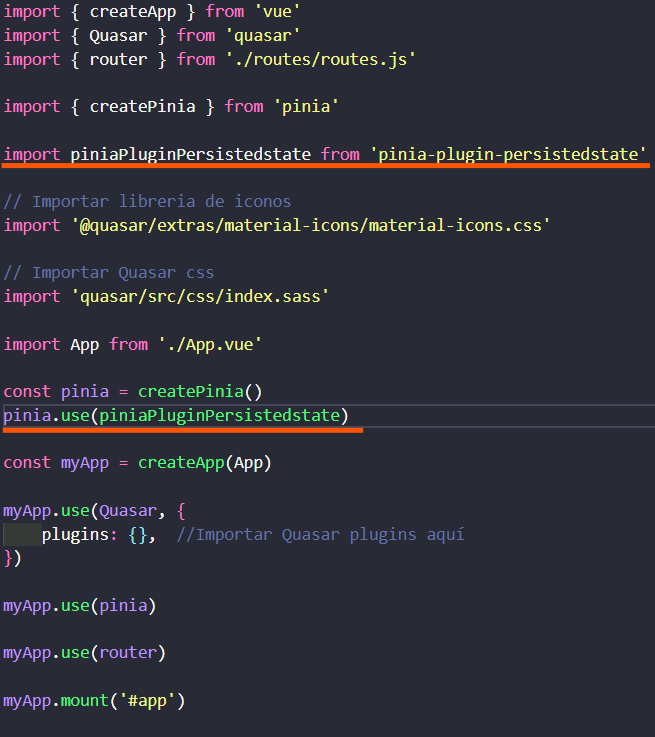 import { createApp } from 'vue'
import { Quasar } from 'quasar'
import { router } from './routes/routes.js'
import { createPinia } from 'pinia'
import piniaPluginPersistedstate from 'pinia-plugin-persistedstate'
// Importar libreria de iconos
import '@quasar/extras/material-icons/material-icons.css'
// Importar Quasar css
import 'quasar/src/css/index.sass'
import App from './App.vue'
const pinia = createPinia()
pinia.use(piniaPluginPersistedstate)
const myApp = createApp(App)
myApp.use(Quasar, {
    plugins: {},  //Importar Quasar plugins aquí
})
myApp.use(pinia)
myApp.use(router)
myApp.mount('#app')